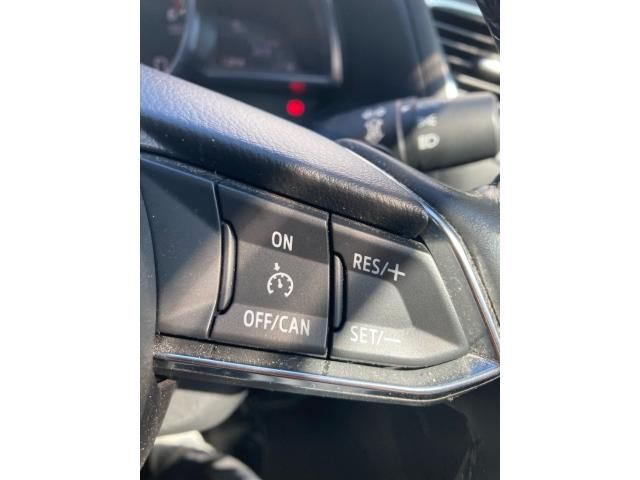 ON
RES/+
OFF/CAN
SET/—